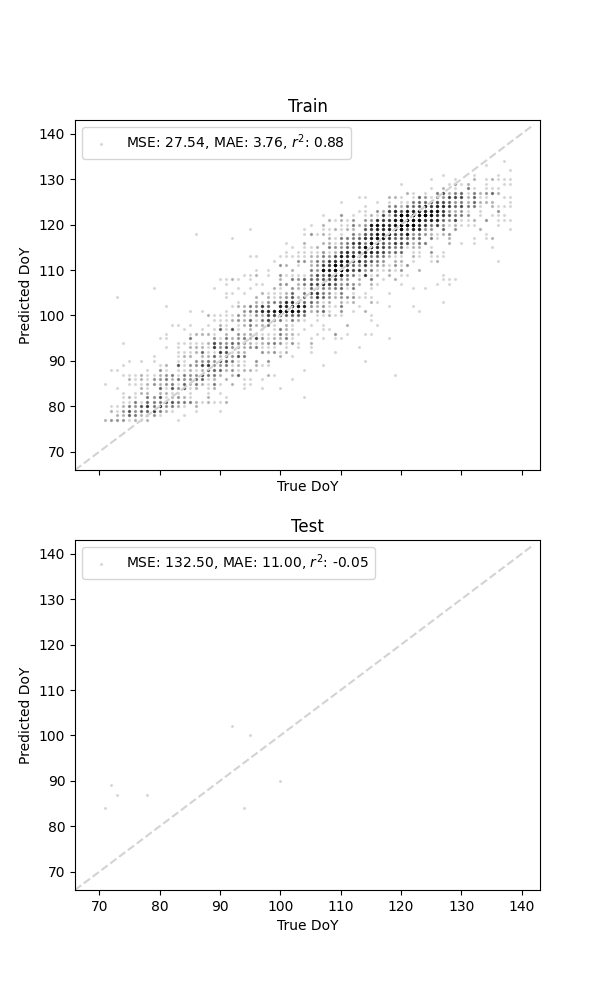 Train
MSE: 27.54, MAE: 3.76, r²: 0.88
140
130
120
110
100
90
80
70
Predicted DoY
True DoY
Test
MSE: 132.50, MAE: 11.00, r²: -0.05
140
130
120
110
100
90
80
70
Predicted DoY
70 80 90 100 110 120 130 140
True DoY